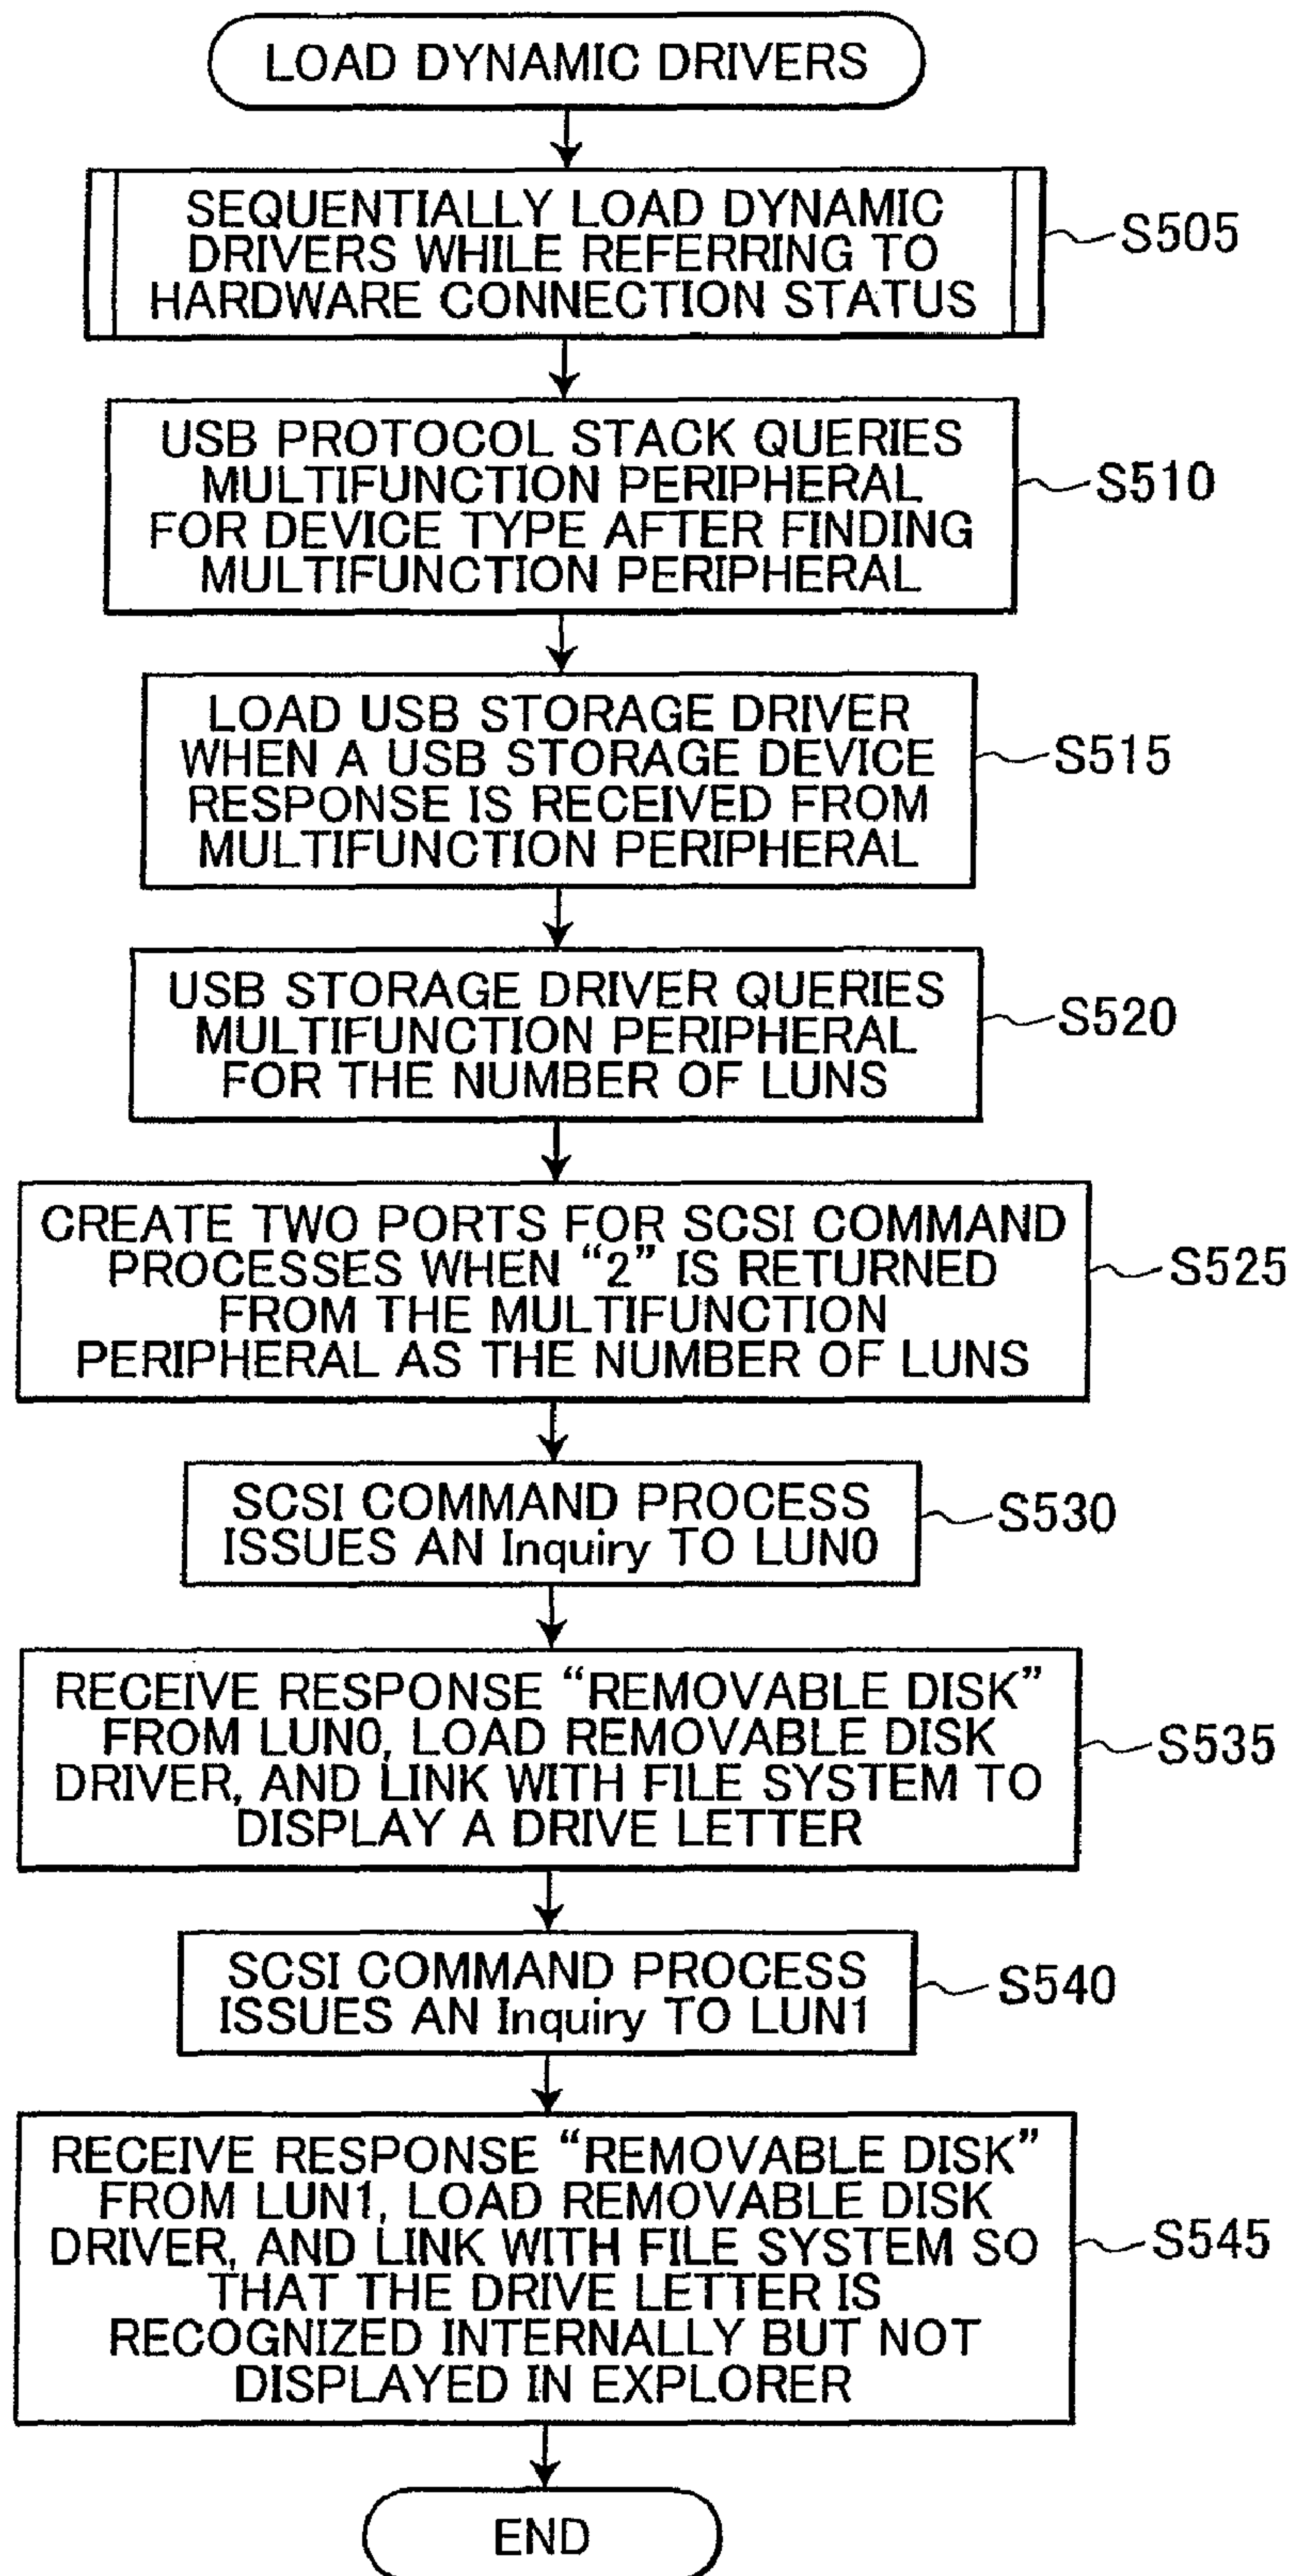 LOAD DYNAMIC DRIVERS
SEQUENTIALLY LOAD DYNAMIC
DRIVERS WHILE REFERRING TO
HARDWARE CONNECTION STATUS
S505
USB PROTOCOL STACK QUERIES
MULTIFUNCTION PERIPHERAL
FOR DEVICE TYPE AFTER FINDING
MULTIFUNCTION PERIPHERAL
S510
LOAD USB STORAGE DRIVER
WHEN A USB STORAGE DEVICE
RESPONSE IS RECEIVED FROM
MULTIFUNCTION PERIPHERAL
S515
USB STORAGE DRIVER QUERIES
MULTIFUNCTION PERIPHERAL
FOR THE NUMBER OF LUNS
S520
CREATE TWO PORTS FOR SCSI COMMAND
PROCESSES WHEN “2” IS RETURNED
FROM THE MULTIFUNCTION
PERIPHERAL AS THE NUMBER OF LUNS
S525
SCSI COMMAND PROCESS
ISSUES AN Inquiry TO LUN0
S530
RECEIVE RESPONSE “REMOVABLE DISK”
FROM LUN0, LOAD REMOVABLE DISK
DRIVER, AND LINK WITH FILE SYSTEM TO
DISPLAY A DRIVE LETTER
S535
SCSI COMMAND PROCESS
ISSUES AN Inquiry TO LUN1
S540
RECEIVE RESPONSE “REMOVABLE DISK”
FROM LUN1, LOAD REMOVABLE DISK
DRIVER, AND LINK WITH FILE SYSTEM SO
THAT THE DRIVE LETTER IS
RECOGNIZED INTERNALLY BUT NOT
DISPLAYED IN EXPLORER
S545
END